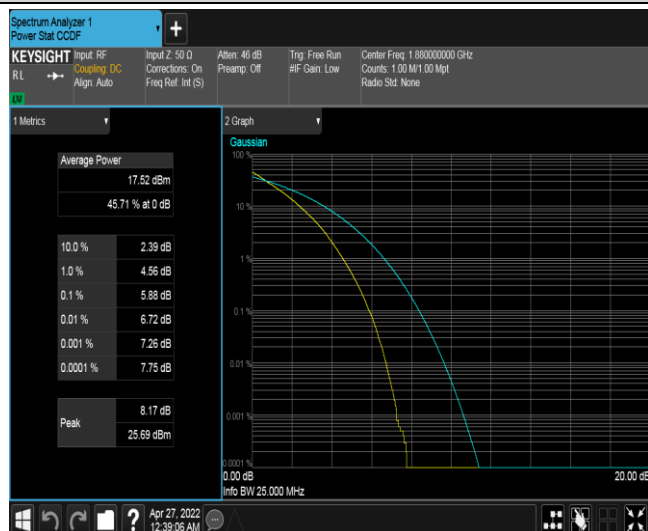 Spectrum Analyzer 1
Power Stat CCDF
+
KEYSIGHT
RL
Input: RF
Coupling: DC
Align: Auto
Input Z: 50 Ω
Corrections: On
Freq Ref: Int (S)
Atten: 46 dB
Preamp: Off
Trig: Free Run
#IF Gain: Low
Center Freq: 1.880000000 GHz
Counts: 1.00 M/1.00 Mpt
Radio Std: None
1 Metrics
Average Power
17.52 dBm
45.71 % at 0 dB
10.0 % 2.39 dB
1.0 % 4.56 dB
0.1 % 5.88 dB
0.01 % 6.72 dB
0.001 % 7.26 dB
0.0001 % 7.75 dB
Peak
8.17 dB
25.69 dBm
2 Graph
Gaussian
100 %
10 %
1 %
0.1 %
0.01 %
0.001 %
0.0001 %
0.00 dB
20.00 dB
Info BW 25.000 MHz
?
Apr 27, 2022
12:39:06 AM